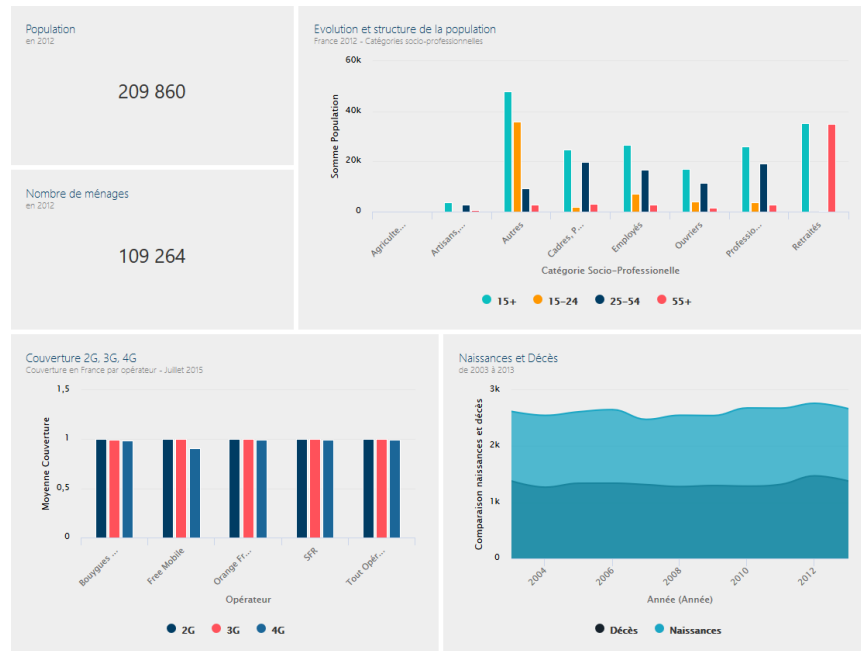 Population
en 2012
209 860
Nombre de ménages
en 2012
109 264
Evolution et structure de la population
France 2012 - Catégories socio-professionnelles
Somme Population
60k
40k
20k
0
Agriculte...
Artisans,...
Autres
Cadres, P...
Employés
Ouvriers
Professio...
Retraités
Catégorie Socio-Professionelle
15+
15-24
25-54
55+
Couverture 2G, 3G, 4G
Couverture en France par opérateur - Juillet 2015
Moyenne Couverture
1,5
1
0,5
0
Bouygues ...
Free Mobile
Orange Fr...
SFR
Tout Opér...
Opérateur
2G
3G
4G
Naissances et Décès
de 2003 à 2013
Comparaison naissances et décès
3k
2k
1k
0
2004
2006
2008
2010
2012
Année (Année)
Décès
Naissances